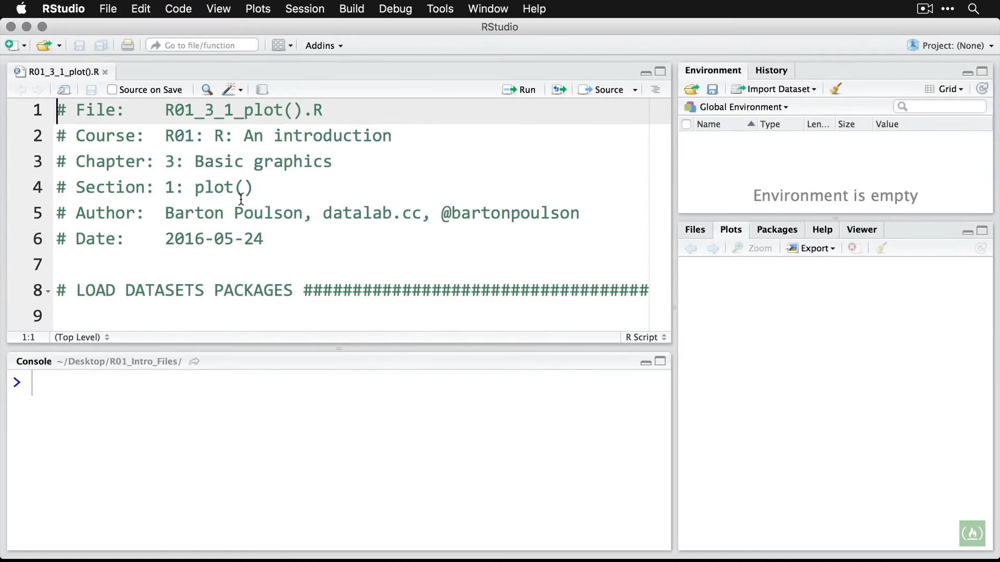 RStudio File Edit Code View Plots Session Build Debug Tools Window Help
RStudio
Go to file/function Addins Project: (None)
R01_3_1_plot().R
Source on Save Run Source
1 # File:    R01_3_1_plot().R
2 # Course:  R01: R: An introduction
3 # Chapter: 3: Basic graphics
4 # Section: 1: plot()
5 # Author:  Barton Poulson, datalab.cc, @bartonpoulson
6 # Date:    2016-05-24
7
8 # LOAD DATASETS PACKAGES ###################################
9
1:1 (Top Level) R Script
Console ~/Desktop/R01_Intro_Files/
>
Environment History
Import Dataset Grid
Global Environment
Name Type Len... Size Value
Environment is empty
Files Plots Packages Help Viewer
Zoom Export